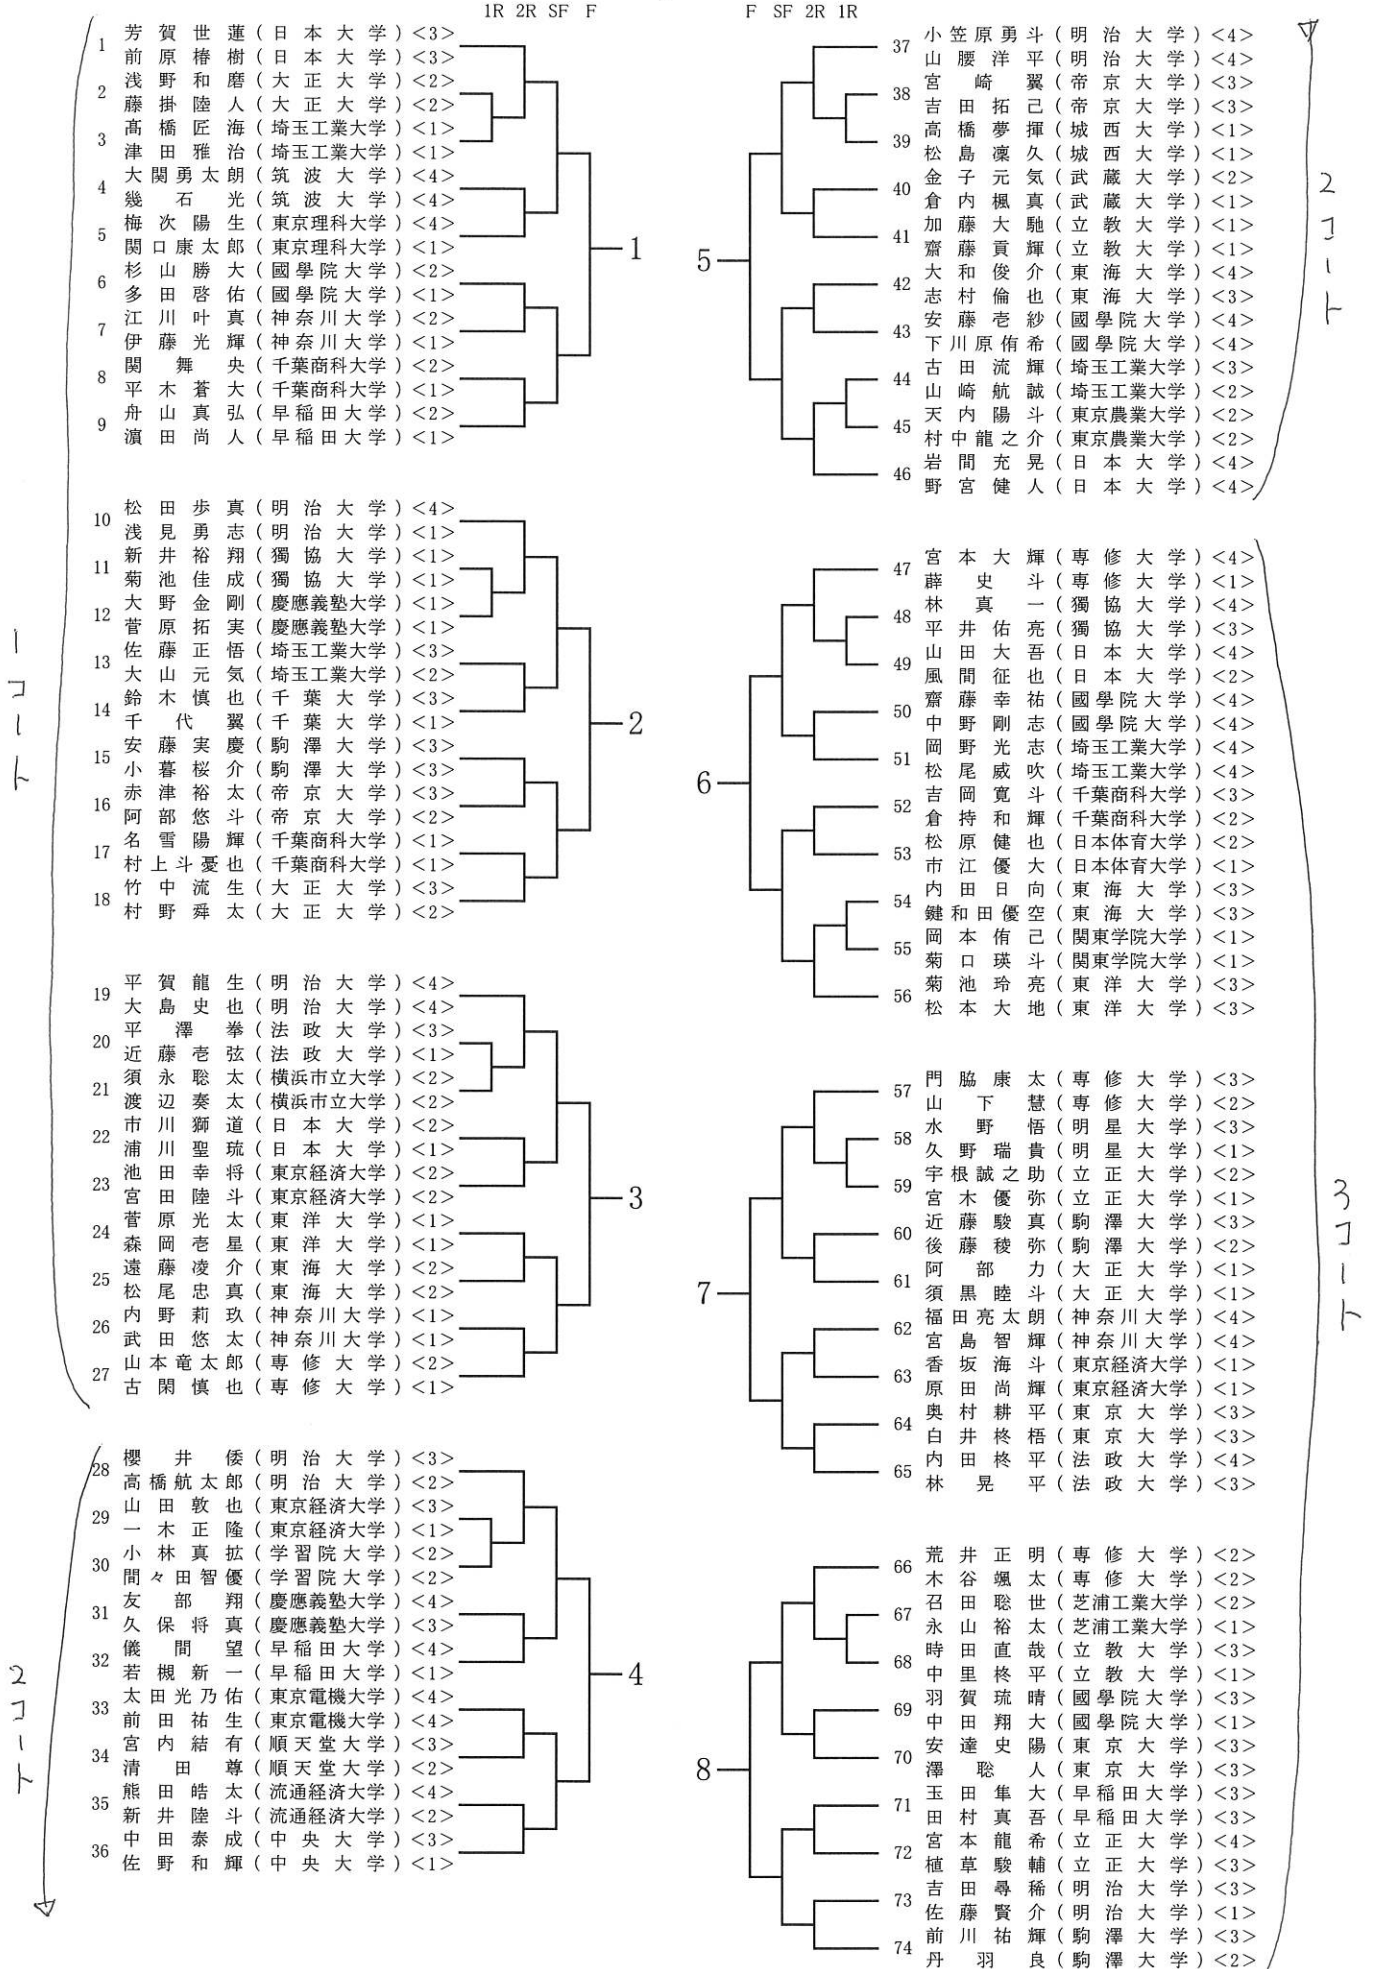 1R 2R SF F
1 芳賀世蓮(日本大学)<3>
前原椿樹(日本大学)<3>
2 浅野和磨(大正大学)<2>
藤掛陸人(大正大学)<2>
3 髙橋匠海(埼玉工業大学)<1>
津田雅治(埼玉工業大学)<1>
4 大関勇太朗(筑波大学)<4>
幾石光(筑波大学)<4>
5 梅次陽生(東京理科大学)<4>
関口康太郎(東京理科大学)<1>
6 杉山勝大(國學院大学)<2>
多田啓佑(國學院大学)<1>
7 江川叶真(神奈川大学)<2>
伊藤光輝(神奈川大学)<1>
8 関舞央(千葉商科大学)<2>
平木蒼大(千葉商科大学)<1>
9 舟山真弘(早稲田大学)<2>
濵田尚人(早稲田大学)<1>
1
10 松田歩真(明治大学)<4>
浅見勇志(明治大学)<1>
11 新井裕翔(獨協大学)<1>
菊池佳成(獨協大学)<1>
12 大野金剛(慶應義塾大学)<1>
菅原拓実(慶應義塾大学)<1>
13 佐藤正悟(埼玉工業大学)<3>
大山元気(埼玉工業大学)<2>
14 鈴木慎也(千葉大学)<3>
千代翼(千葉大学)<1>
15 安藤実慶(駒澤大学)<3>
小暮桜介(駒澤大学)<3>
16 赤津裕太(帝京大学)<3>
阿部悠斗(帝京大学)<2>
17 名雪陽輝(千葉商科大学)<1>
村上斗憂也(千葉商科大学)<1>
18 竹中流生(大正大学)<3>
村野舜太(大正大学)<2>
2
19 平賀龍生(明治大学)<4>
大島史也(明治大学)<4>
20 平澤拳(法政大学)<3>
近藤壱弦(法政大学)<1>
21 須永聡太(横浜市立大学)<2>
渡辺奏太(横浜市立大学)<2>
22 市川獅道(日本大学)<2>
浦川聖琉(日本大学)<1>
23 池田幸将(東京経済大学)<2>
宮田陸斗(東京経済大学)<2>
24 菅原光太(東洋大学)<1>
森岡壱星(東洋大学)<1>
25 遠藤凌介(東海大学)<2>
松尾忠真(東海大学)<2>
26 内野莉玖(神奈川大学)<1>
武田悠太(神奈川大学)<1>
27 山本竜太郎(専修大学)<2>
古閑慎也(専修大学)<1>
3
1コート
28 櫻井倭(明治大学)<3>
高橋航太郎(明治大学)<2>
29 山田敦也(東京経済大学)<3>
一木正隆(東京経済大学)<1>
30 小林真拡(学習院大学)<2>
間々田智優(学習院大学)<2>
31 友部翔(慶應義塾大学)<4>
久保将真(慶應義塾大学)<3>
32 儀間望(早稲田大学)<4>
若槻新一(早稲田大学)<1>
33 太田光乃佑(東京電機大学)<4>
前田祐生(東京電機大学)<4>
34 宮内結有(順天堂大学)<3>
清田尊(順天堂大学)<2>
35 熊田皓太(流通経済大学)<4>
新井陸斗(流通経済大学)<2>
36 中田泰成(中央大学)<3>
佐野和輝(中央大学)<1>
4
2コート
F SF 2R 1R
37 小笠原勇斗(明治大学)<4>
山腰洋平(明治大学)<4>
38 宮崎翼(帝京大学)<3>
吉田拓己(帝京大学)<3>
39 高橋夢揮(城西大学)<1>
松島凜久(城西大学)<1>
40 金子元気(武蔵大学)<2>
倉内楓真(武蔵大学)<1>
41 加藤大馳(立教大学)<1>
齋藤貢輝(立教大学)<1>
42 大和俊介(東海大学)<4>
志村倫也(東海大学)<3>
43 安藤壱紗(國學院大学)<4>
下川原侑希(國學院大学)<4>
44 古田流輝(埼玉工業大学)<3>
山崎航誠(埼玉工業大学)<2>
45 天内陽斗(東京農業大学)<2>
村中龍之介(東京農業大学)<2>
46 岩間充晃(日本大学)<4>
野宮健人(日本大学)<4>
5
2コート
47 宮本大輝(専修大学)<4>
薛史斗(専修大学)<1>
48 林真一(獨協大学)<4>
平井佑亮(獨協大学)<3>
49 山田大吾(日本大学)<4>
風間征也(日本大学)<2>
50 齋藤幸祐(國學院大学)<4>
中野剛志(國學院大学)<4>
51 岡野光志(埼玉工業大学)<4>
松尾威吹(埼玉工業大学)<4>
52 吉岡寛斗(千葉商科大学)<3>
倉持和輝(千葉商科大学)<2>
53 松原健也(日本体育大学)<2>
市江優大(日本体育大学)<1>
54 内田日向(東海大学)<3>
鍵和田優空(東海大学)<3>
55 岡本侑己(関東学院大学)<1>
菊口瑛斗(関東学院大学)<1>
56 菊池玲亮(東洋大学)<3>
松本大地(東洋大学)<3>
6
57 門脇康太(専修大学)<3>
山下慧(専修大学)<2>
58 水野悟(明星大学)<3>
久野瑞貴(明星大学)<1>
59 宇根誠之助(立正大学)<2>
宮木優弥(立正大学)<1>
60 近藤駿真(駒澤大学)<3>
後藤稜弥(駒澤大学)<2>
61 阿部力(大正大学)<1>
須黒睦斗(大正大学)<1>
62 福田亮太朗(神奈川大学)<4>
宮島智輝(神奈川大学)<4>
63 香坂海斗(東京経済大学)<1>
原田尚輝(東京経済大学)<1>
64 奥村耕平(東京大学)<3>
白井柊梧(東京大学)<3>
65 内田柊平(法政大学)<4>
林晃平(法政大学)<3>
7
3コート
66 荒井正明(専修大学)<2>
木谷颯太(専修大学)<2>
67 召田聡世(芝浦工業大学)<2>
永山裕太(芝浦工業大学)<1>
68 時田直哉(立教大学)<3>
中里柊平(立教大学)<1>
69 羽賀琉晴(國學院大学)<3>
中田翔大(國學院大学)<1>
70 安達史陽(東京大学)<3>
澤聡人(東京大学)<3>
71 玉田隼大(早稲田大学)<3>
田村真吾(早稲田大学)<3>
72 宮本龍希(立正大学)<4>
植草駿輔(立正大学)<3>
73 吉田尋稀(明治大学)<3>
佐藤賢介(明治大学)<1>
74 前川祐輝(駒澤大学)<3>
丹羽良(駒澤大学)<2>
8